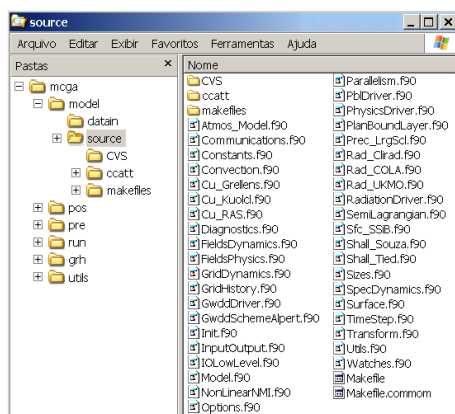 source
Arquivo Editar Exibir Favoritos Ferramentas Ajuda
Pastas
mcga
model
datain
source
CVS
ccatt
makefiles
pos
pre
run
grh
utils
Nome
CVS
ccatt
makefiles
Atmos_Model.f90
Communications.f90
Constants.f90
Convection.f90
Cu_Grellens.f90
Cu_Kuolcl.f90
Cu_RAS.f90
Diagnostics.f90
FieldsDynamics.f90
FieldsPhysics.f90
GridDynamics.f90
GridHistory.f90
GwddDriver.f90
GwddSchemeAlpert.f90
Init.f90
InputOutput.f90
IOLowLevel.f90
Model.f90
NonLinearNMI.f90
Options.f90
Parallelism.f90
PblDriver.f90
PhysicsDriver.f90
PlanBoundLayer.f90
Prec_LrgScl.f90
Rad_Clirad.f90
Rad_COLA.f90
Rad_UKMO.f90
RadiationDriver.f90
SemiLagrangian.f90
Sfc_SSiB.f90
Shall_Souza.f90
Shall_Tied.f90
Sizes.f90
SpecDynamics.f90
Surface.f90
TimeStep.f90
Transform.f90
Utils.f90
Watches.f90
Makefile
Makefile.commom